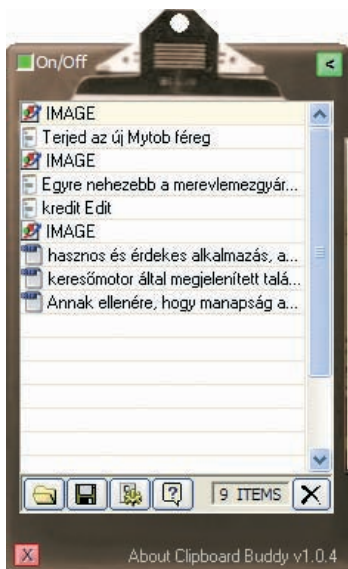 On/Off
<
IMAGE
Terjed az új Mytob féreg
IMAGE
Egyre nehezebb a merevlemezgyár...
kredit Edit
IMAGE
hasznos és érdekes alkalmazás, a...
keresőmotor által megjelenített talá...
Annak ellenére, hogy manapság a...
9 ITEMS
X
About Clipboard Buddy v1.0.4